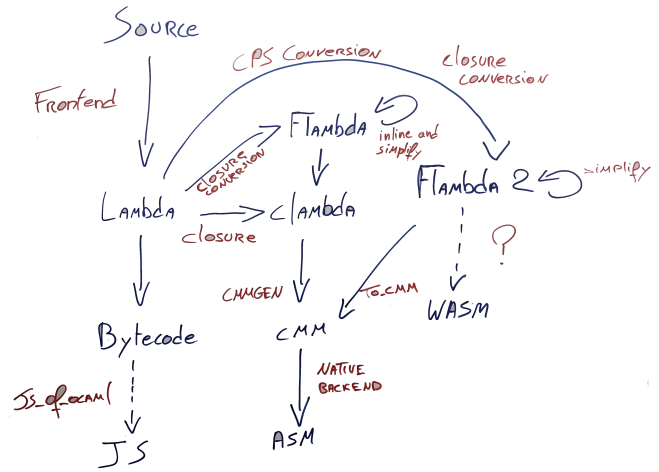 Source
CPS Conversion
closure
conversion
Frontend
Flambda
inline and
simplify
closure
conversion
Flambda 2
simplify
Lambda
closure
clambda
?
CMMGEN
To_CMM
WASM
Bytecode
CMM
JS_of_ocaml
NATIVE
BACKEND
JS
ASM